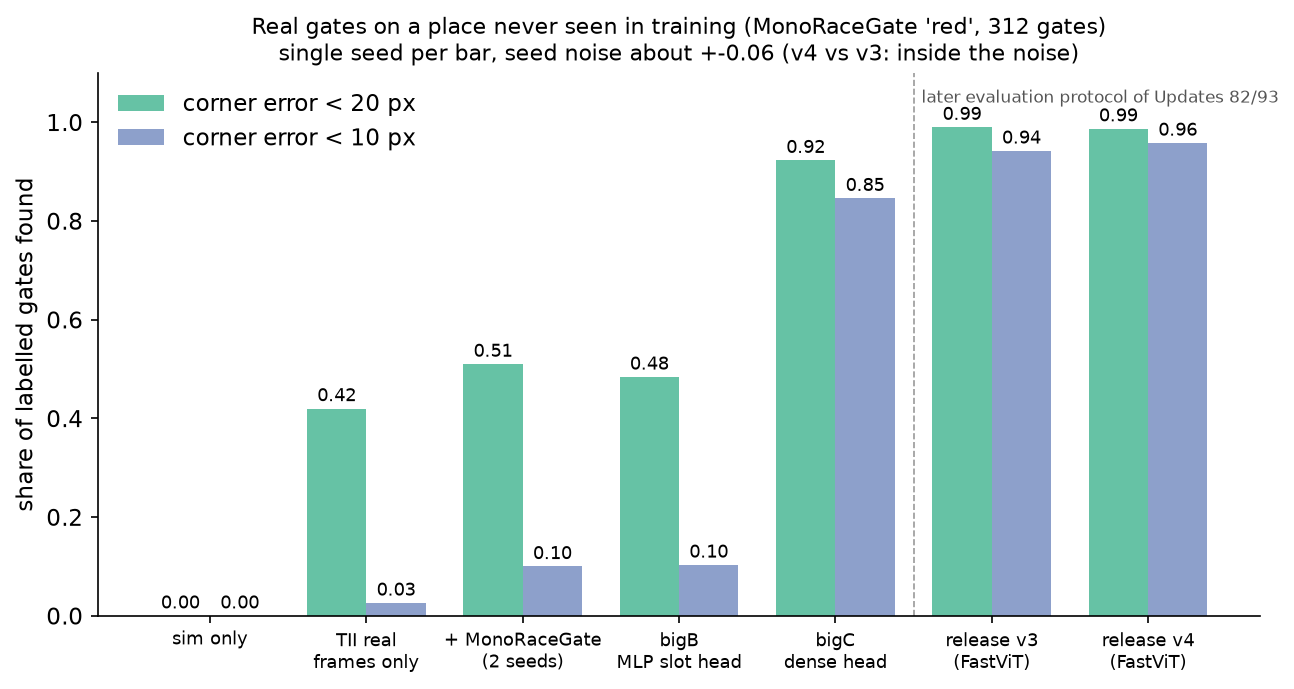 Real gates on a place never seen in training (MonoRaceGate 'red', 312 gates)
single seed per bar, seed noise about +-0.06 (v4 vs v3: inside the noise)
corner error < 20 px
corner error < 10 px
later evaluation protocol of Updates 82/93
share of labelled gates found
1.0
0.8
0.6
0.4
0.2
0.0
0.00 0.00
0.42
0.03
0.51
0.10
0.48
0.10
0.92
0.85
0.99
0.94
0.99
0.96
sim only
TII real
frames only
+ MonoRaceGate
(2 seeds)
bigB
MLP slot head
bigC
dense head
release v3
(FastViT)
release v4
(FastViT)